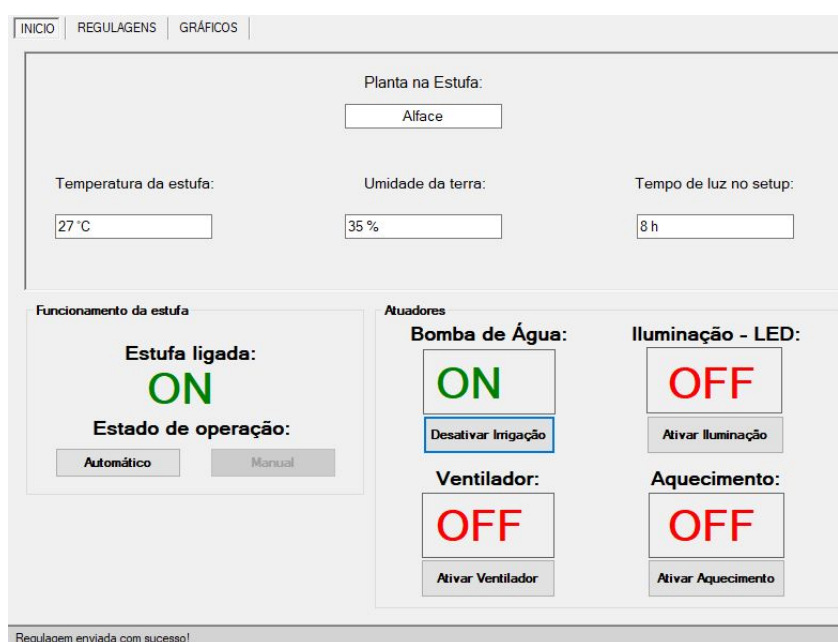 INICIO REGULAGENS GRÁFICOS
Planta na Estufa:
Alface
Temperatura da estufa: Umidade da terra: Tempo de luz no setup:
27 °C 35 % 8 h
Funcionamento da estufa
Estufa ligada:
ON
Estado de operação:
Automático Manual
Atuadores
Bomba de Água: Iluminação - LED:
ON OFF
Desativar Irrigação Ativar Iluminação
Ventilador: Aquecimento:
OFF OFF
Ativar Ventilador Ativar Aquecimento
Regulagem enviada com sucesso!